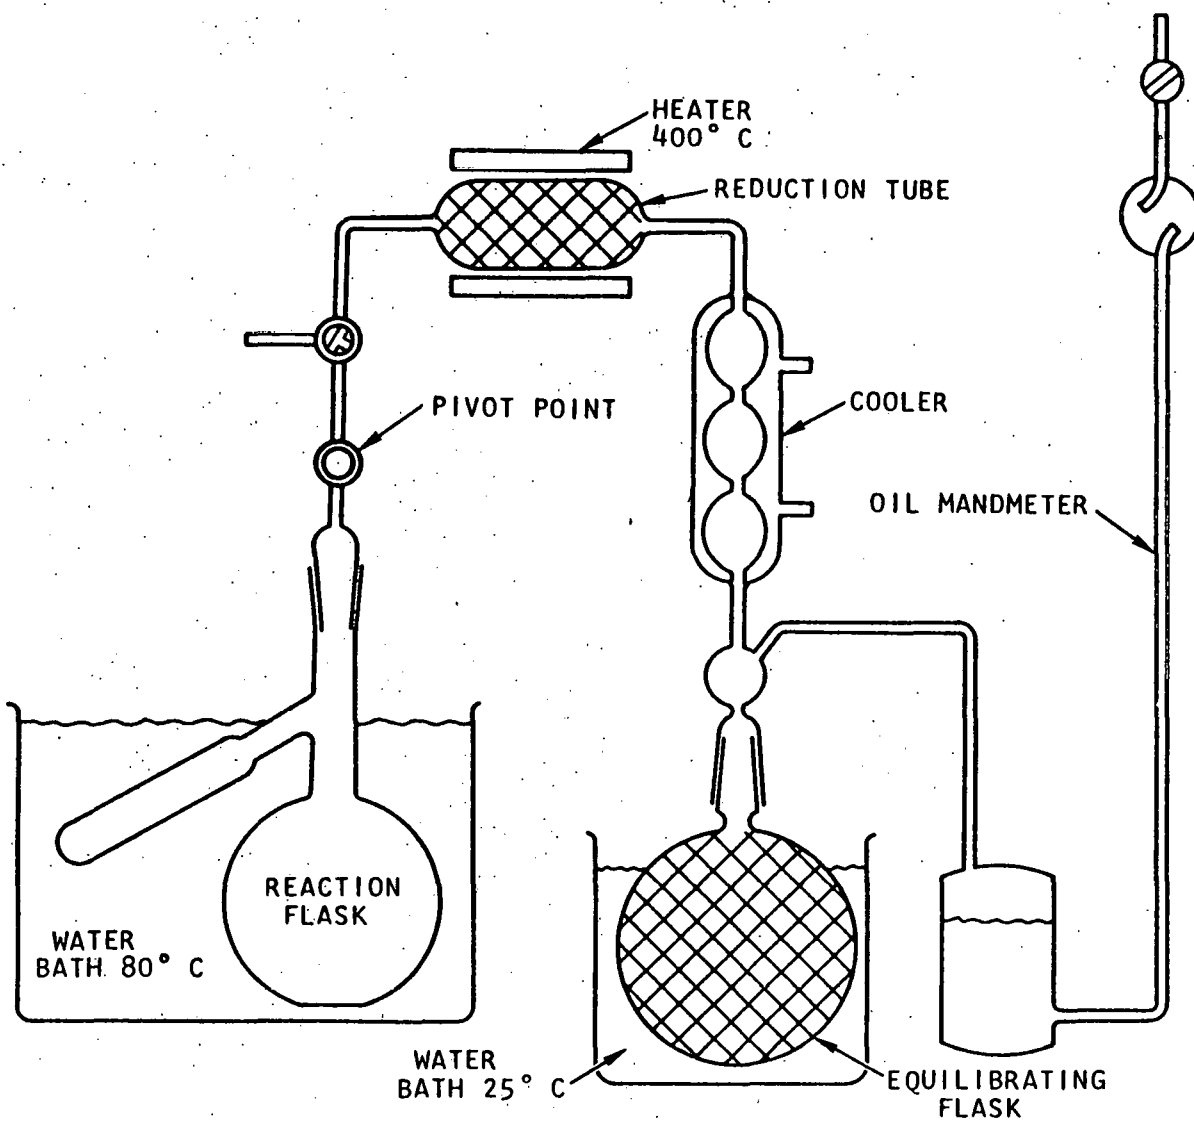 HEATER
400° C
REDUCTION TUBE
PIVOT POINT
COOLER
OIL MANDMETER
REACTION
FLASK
WATER
BATH 80° C
WATER
BATH 25° C
EQUILIBRATING
FLASK